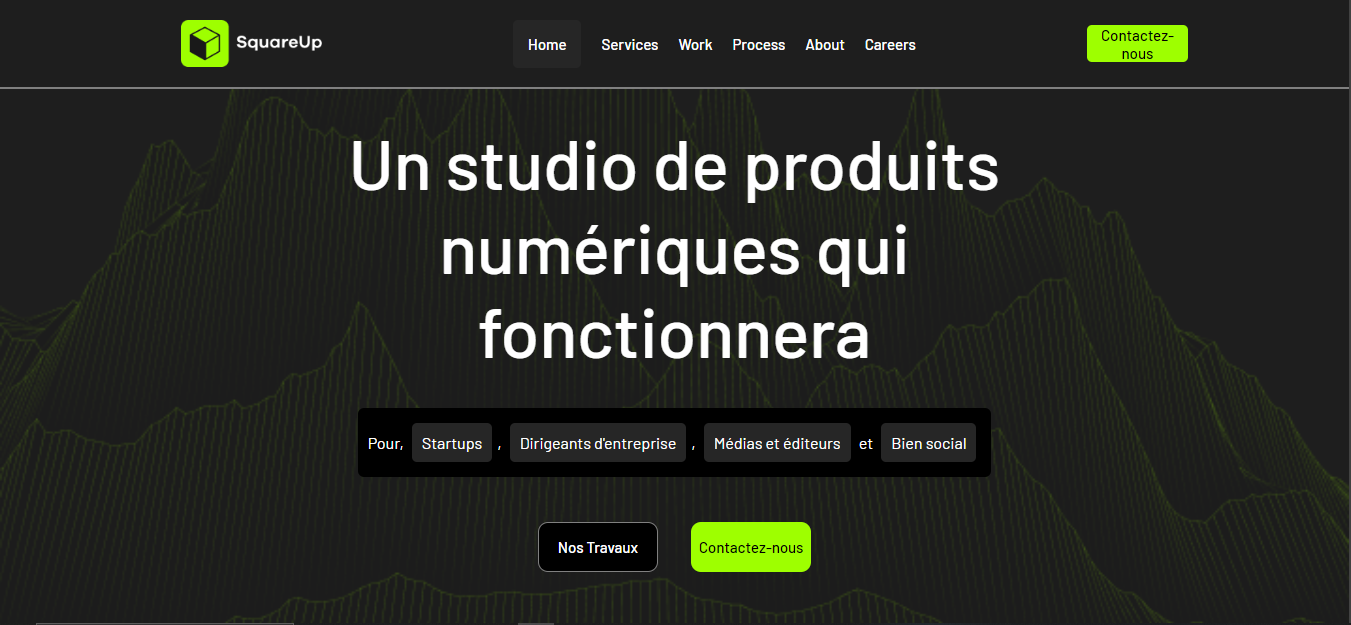 SquareUp
Home Services Work Process About Careers
Contactez-
nous
Un studio de produits
numériques qui
fonctionnera
Pour, Startups , Dirigeants d'entreprise , Médias et éditeurs et Bien social
Nos Travaux Contactez-nous